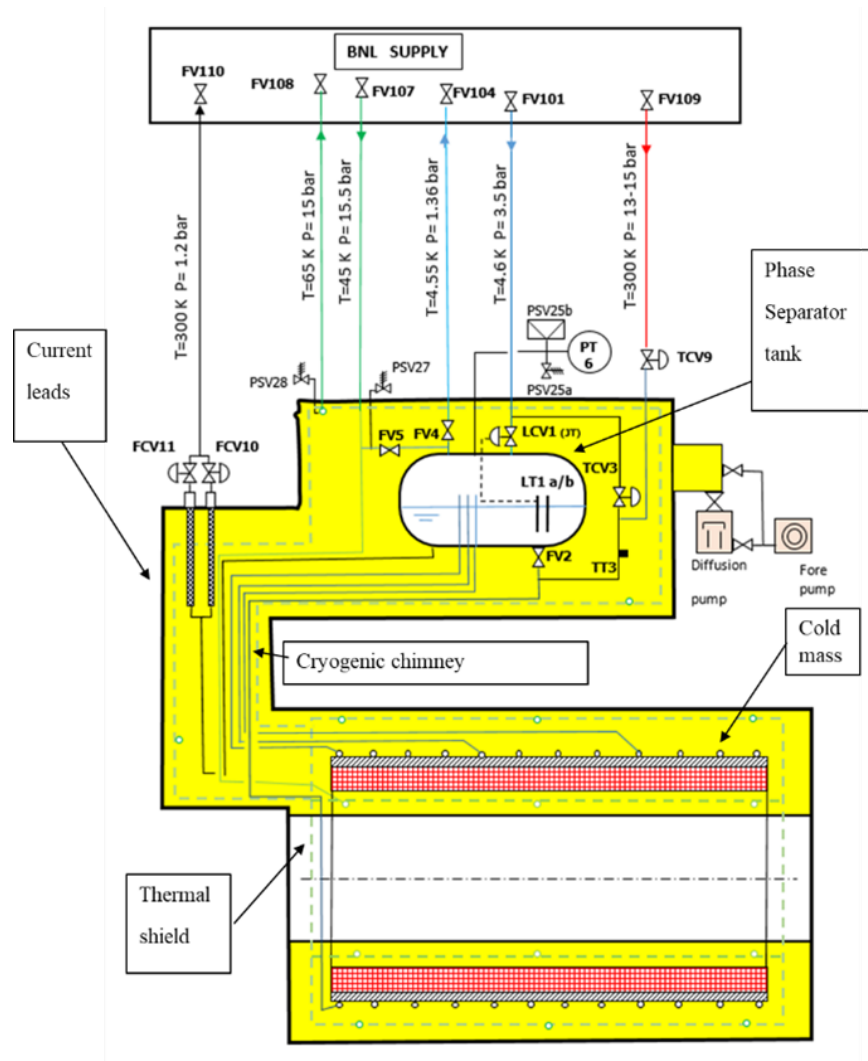 BNL SUPPLY
FV110
FV108
FV107
FV104
FV101
FV109
T=300 K P= 1.2 bar
T=65 K P= 15 bar
T=45 K P= 15.5 bar
T=4.55 K P= 1.36 bar
T=4.6 K P= 3.5 bar
T=300 K P= 13-15 bar
Phase
Separator
tank
PSV25b
PT
6
TCV9
Current
leads
PSV28
PSV27
PSV25a
FCV11
FCV10
FV5
FV4
LCV1 (JT)
TCV3
LT1 a/b
FV2
TT3
Diffusion
pump
Fore
pump
Cold
mass
Cryogenic chimney
Thermal
shield